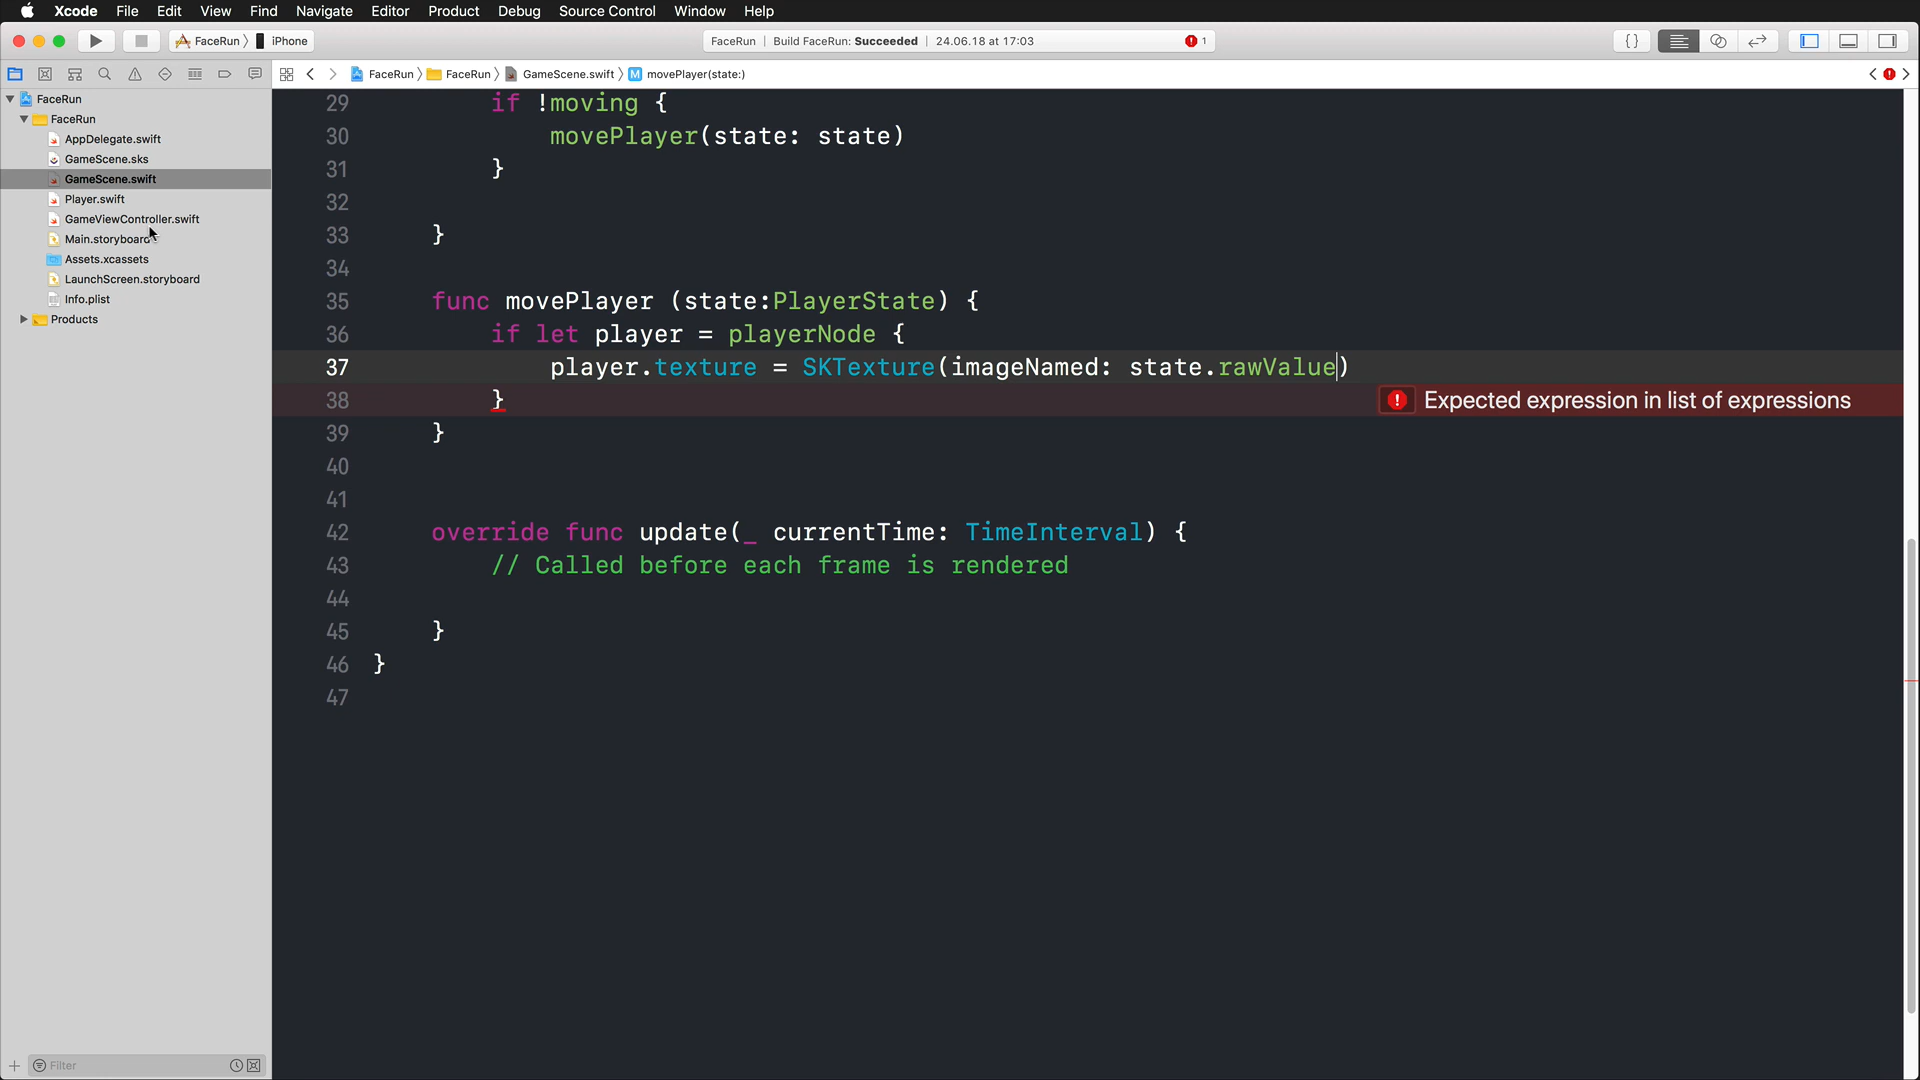 Xcode File Edit View Find Navigate Editor Product Debug Source Control Window Help
FaceRun iPhone FaceRun | Build FaceRun: Succeeded | 24.06.18 at 17:03 1
FaceRun FaceRun GameScene.swift M movePlayer(state:)
FaceRun
FaceRun
AppDelegate.swift
GameScene.sks
GameScene.swift
Player.swift
GameViewController.swift
Main.storyboard
Assets.xcassets
LaunchScreen.storyboard
Info.plist
Products
Filter
29 if !moving {
30 movePlayer(state: state)
31 }
32
33 }
34
35 func movePlayer (state:PlayerState) {
36 if let player = playerNode {
37 player.texture = SKTexture(imageNamed: state.rawValue)
38 } Expected expression in list of expressions
39 }
40
41
42 override func update(_ currentTime: TimeInterval) {
43 // Called before each frame is rendered
44
45 }
46 }
47